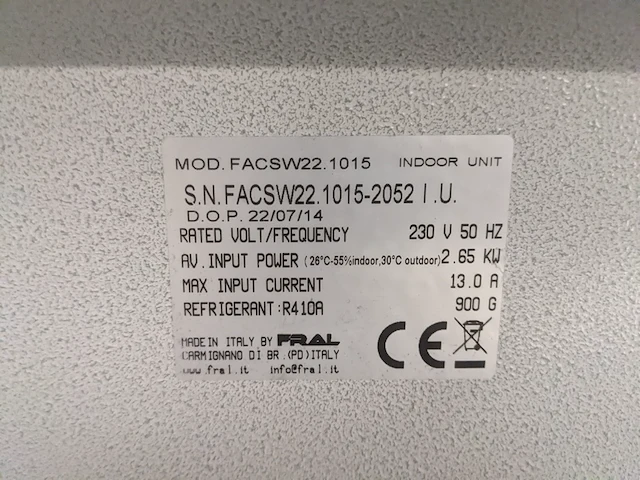 MOD. FACSW22.1015 INDOOR UNIT
S.N.FACSW22.1015-2052 I.U.
D.O.P. 22/07/14
RATED VOLT/FREQUENCY 230 V 50 HZ
AV. INPUT POWER (26°C-55%indoor,30°C outdoor) 2.65 KW
MAX INPUT CURRENT 13.0 A
REFRIGERANT:R410A 900 G
MADE IN ITALY BY FRAL
CARMIGNANO DI BR.(PD)ITALY
www.fral.it info@fral.it
CE